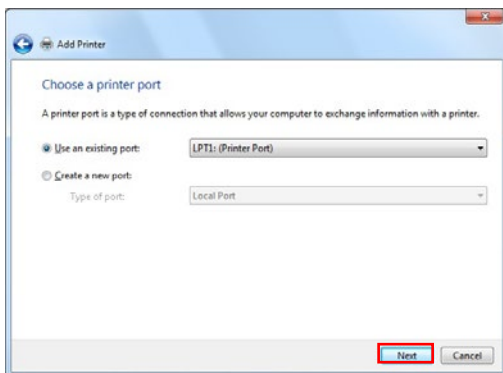 Add Printer
Choose a printer port
A printer port is a type of connection that allows your computer to exchange information with a printer.
Use an existing port: LPT1: (Printer Port)
Create a new port:
Type of port: Local Port
Next Cancel